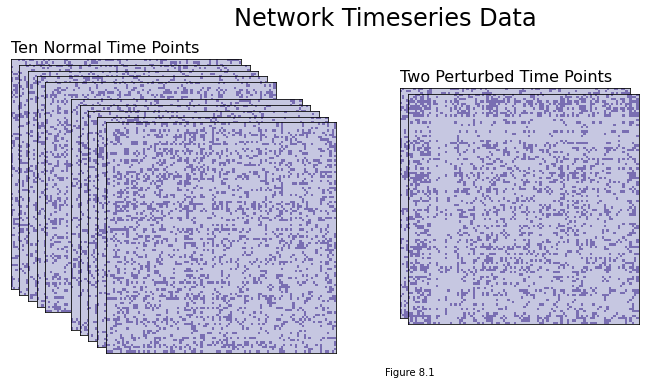 Network Timeseries Data
Ten Normal Time Points
Two Perturbed Time Points
Figure 8.1